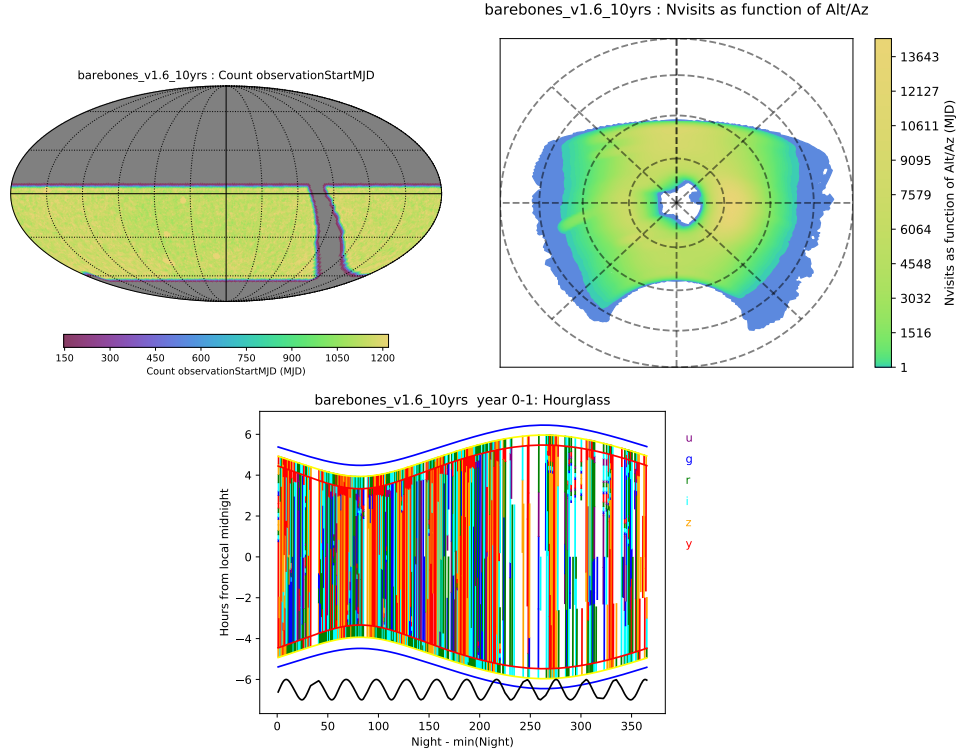 barebones_v1.6_10yrs : Nvisits as function of Alt/Az
barebones_v1.6_10yrs : Count observationStartMJD
150 300 450 600 750 900 1050 1200
Count observationStartMJD (MJD)
13643
12127
10611
9095
7579
6064
4548
3032
1516
1
Nvisits as function of Alt/Az (MJD)
barebones_v1.6_10yrs year 0-1: Hourglass
6
4
2
0
−2
−4
−6
Hours from local midnight
0 50 100 150 200 250 300 350
Night - min(Night)
u
g
r
i
z
y